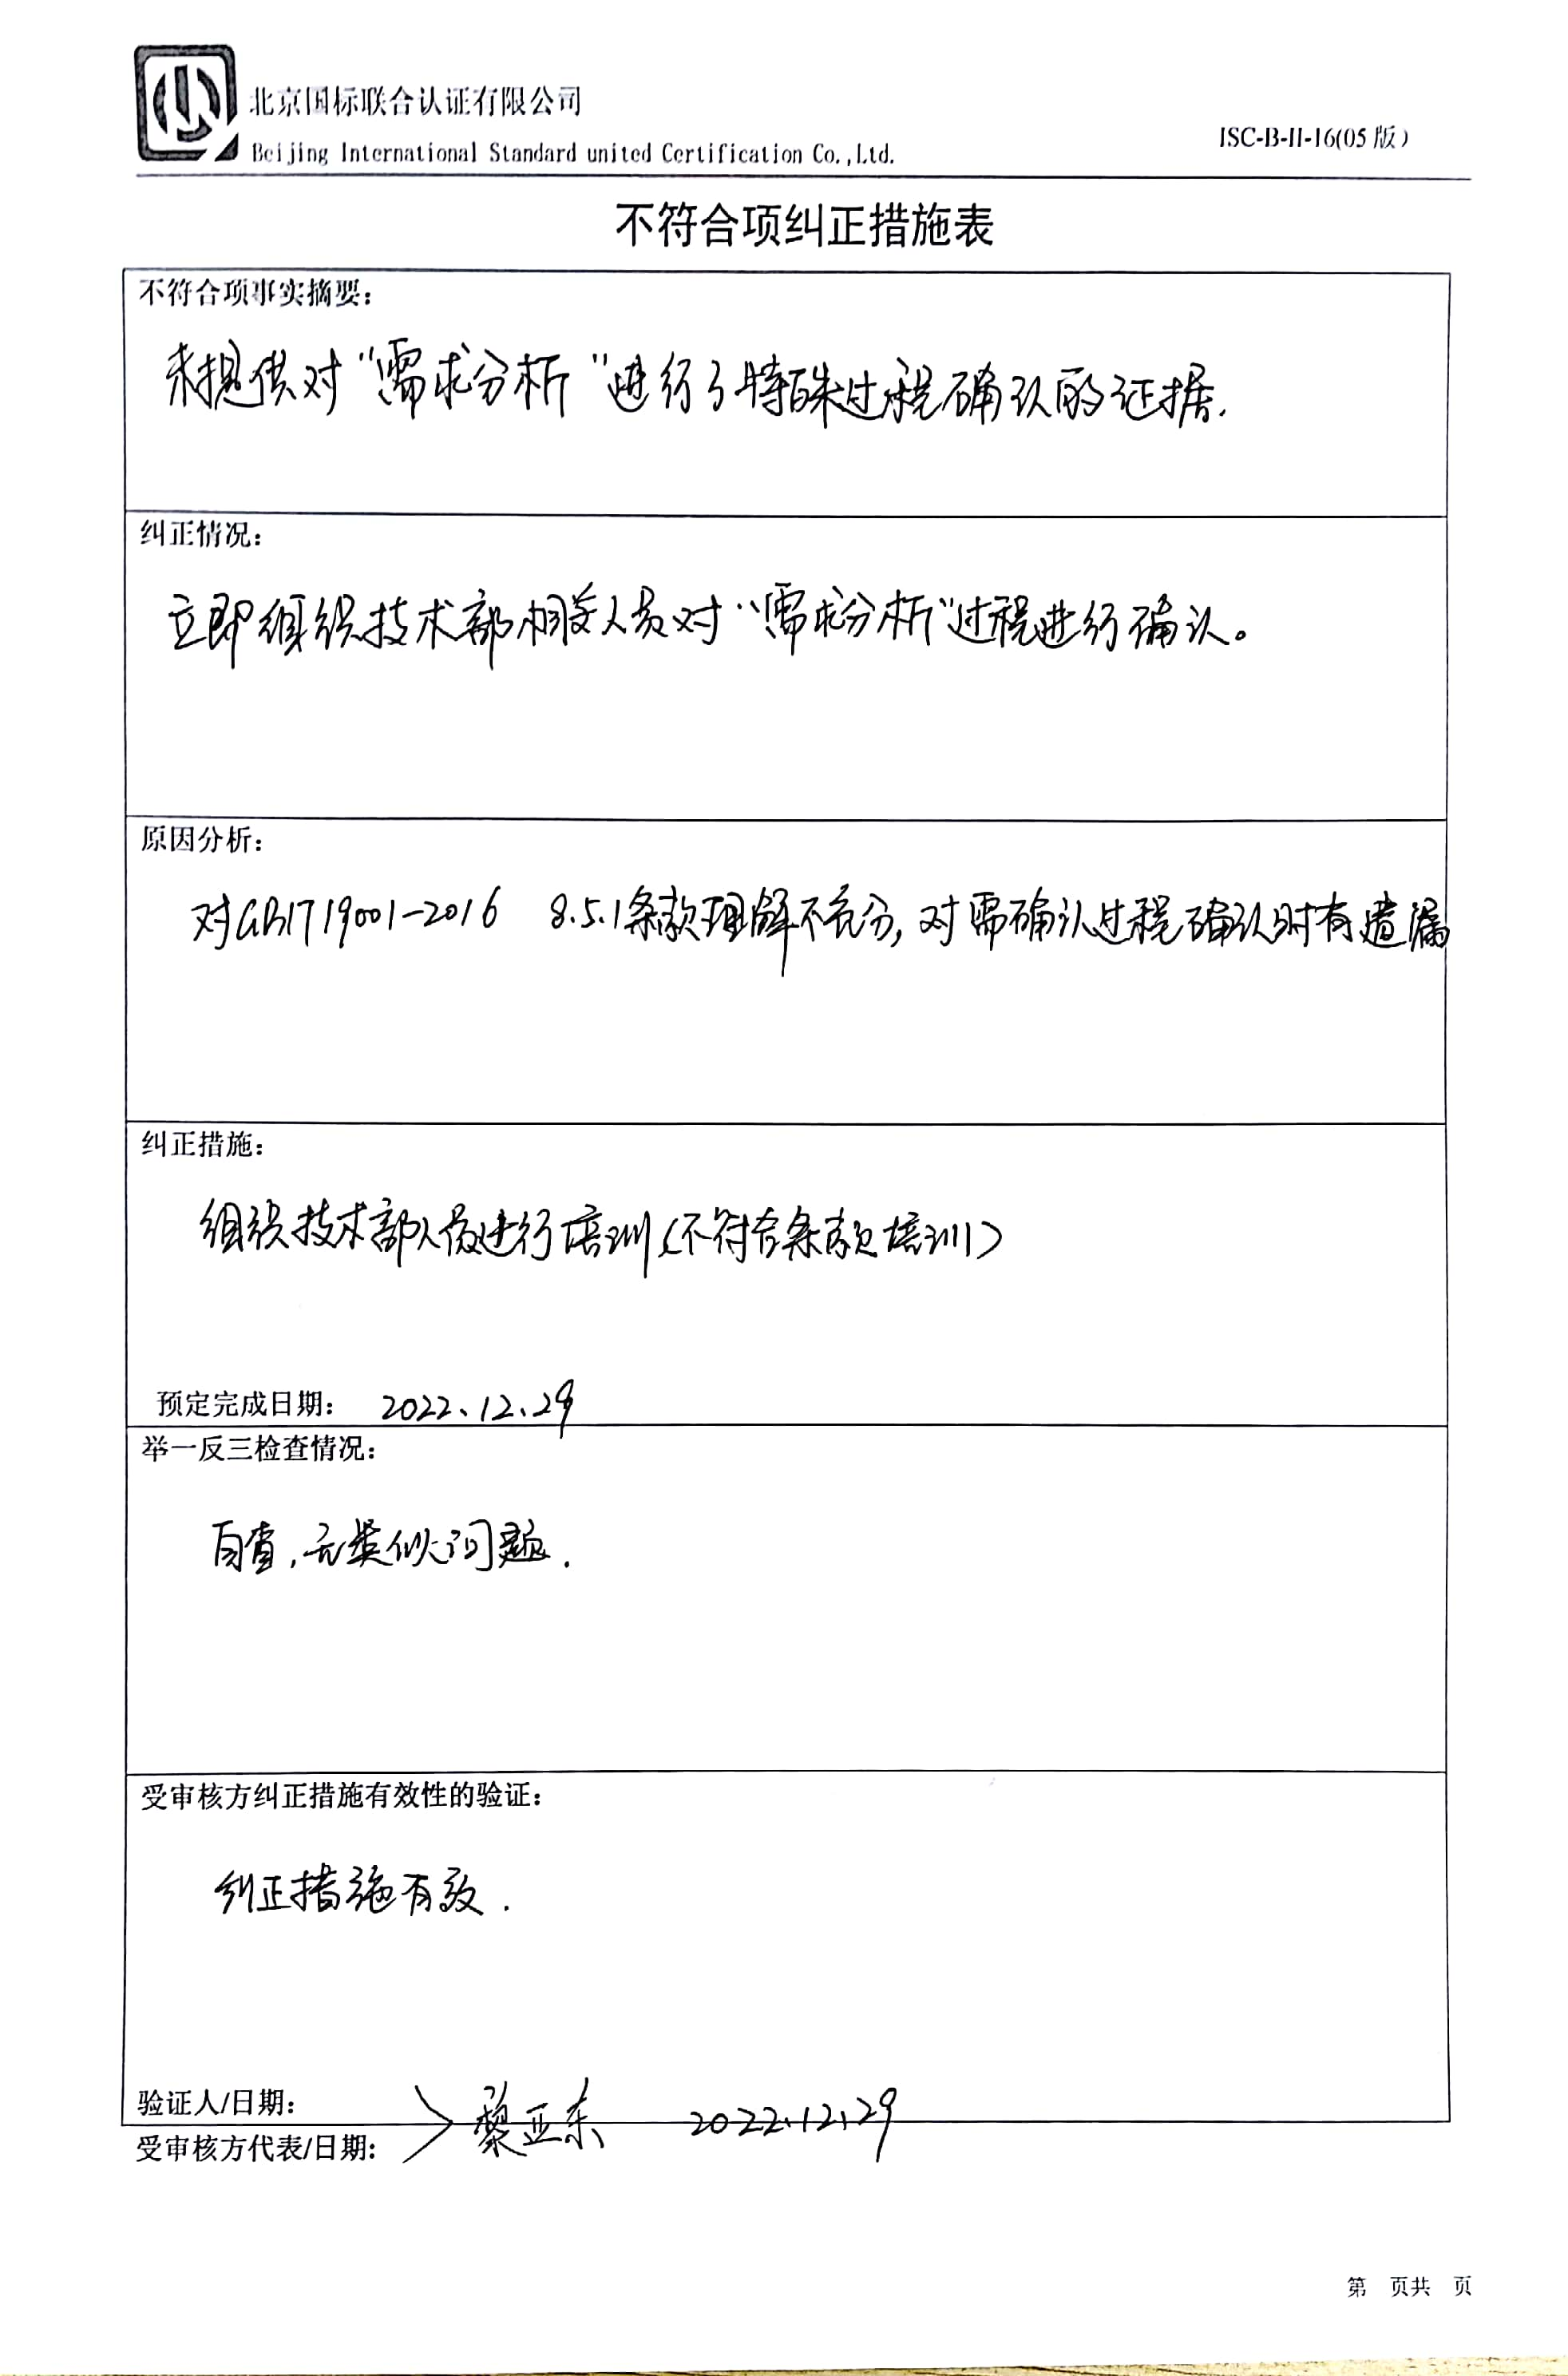 北京国标联合认证有限公司
Beijing International Standard united Certification Co.,Ltd.
ISC-B-II-16(05版)
不符合项纠正措施表
不符合项事实摘要:
未提供对“需求分析”进行了特殊过程确认的证据.
纠正情况:
立即组织技术部相关人员对“需求分析”过程进行确认。
原因分析:
对GB/T19001-2016 8.5.1条款理解不充分,对需确认过程确认时有遗漏
纠正措施:
组织技术部人员进行培训(不符合条款培训)
预定完成日期: 2022、12、29
举一反三检查情况:
自查,无类似问题.
受审核方纠正措施有效性的验证:
纠正措施有效.
验证人/日期:
受审核方代表/日期: 黎亚东 2022.12.29
第 页共 页